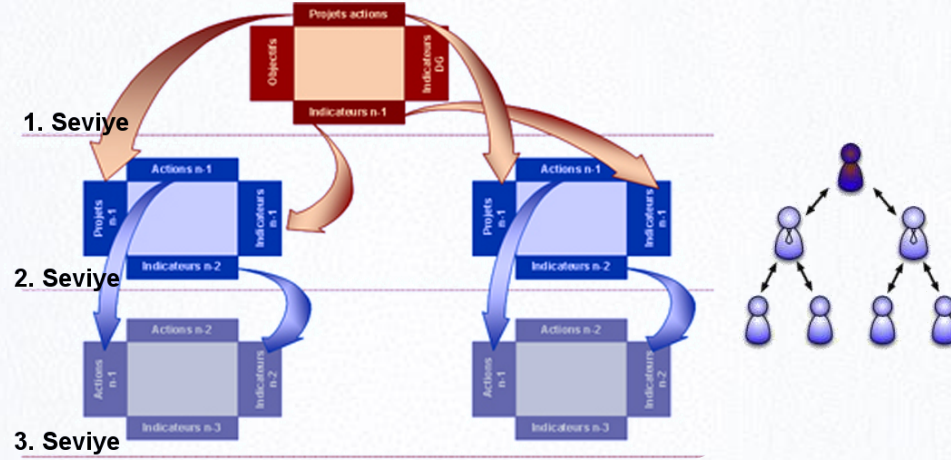 Projets actions
Objectifs
Indicateurs
DG
Indicateurs n-1
1. Seviye
Actions n-1
Projets
n-1
Indicateurs
n-1
Indicateurs n-2
Actions n-1
Projets
n-1
Indicateurs
n-1
Indicateurs n-2
2. Seviye
Actions n-2
Actions
n-1
Indicateurs
n-2
Indicateurs n-3
Actions n-2
Actions
n-1
Indicateurs
n-2
Indicateurs n-3
3. Seviye